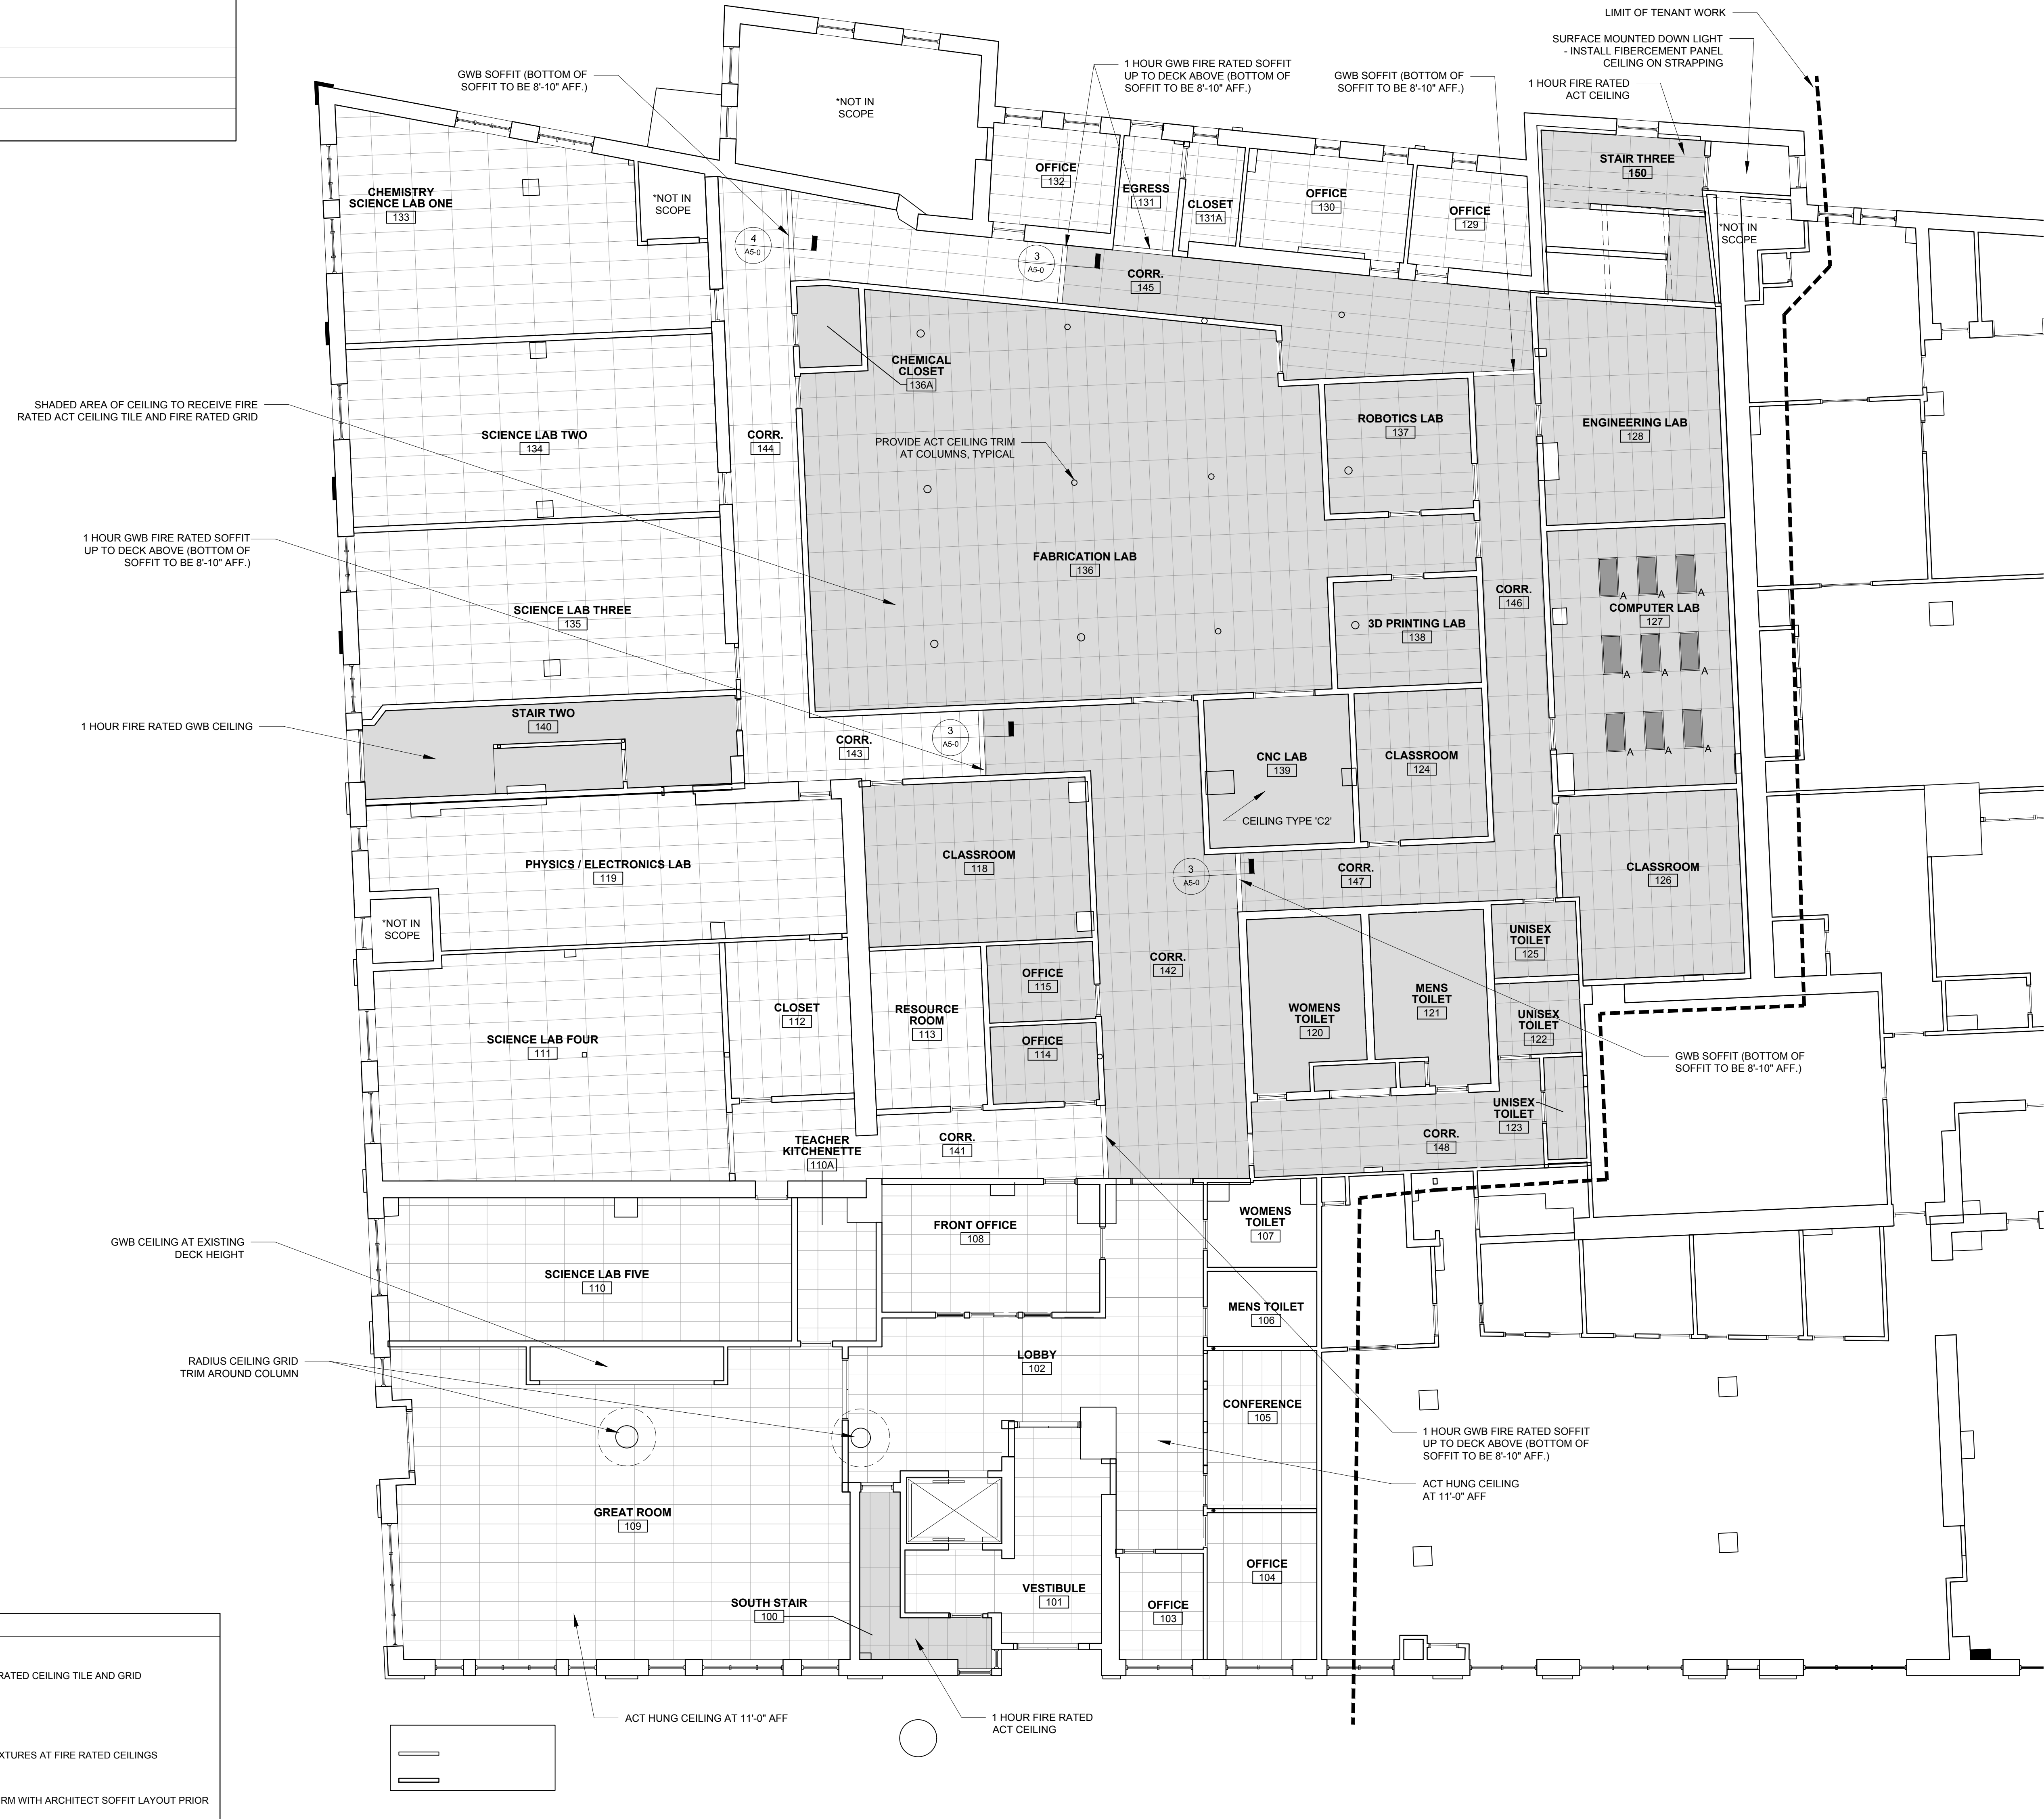 LIMIT OF TENANT WORK
SURFACE MOUNTED DOWN LIGHT
- INSTALL FIBERCEMENT PANEL
CEILING ON STRAPPING
1 HOUR FIRE RATED
ACT CEILING
GWB SOFFIT (BOTTOM OF
SOFFIT TO BE 8'-10" AFF.)
1 HOUR GWB FIRE RATED SOFFIT
UP TO DECK ABOVE (BOTTOM OF
SOFFIT TO BE 8'-10" AFF.)
GWB SOFFIT (BOTTOM OF
SOFFIT TO BE 8'-10" AFF.)
*NOT IN
SCOPE
STAIR THREE
150
OFFICE
132
EGRESS
131
CLOSET
131A
OFFICE
130
OFFICE
129
*NOT IN
SCOPE
CHEMISTRY
SCIENCE LAB ONE
133
*NOT IN
SCOPE
4
A5-0
3
A5-0
CORR.
145
CHEMICAL
CLOSET
136A
SHADED AREA OF CEILING TO RECEIVE FIRE
RATED ACT CEILING TILE AND FIRE RATED GRID
SCIENCE LAB TWO
134
CORR.
144
PROVIDE ACT CEILING TRIM
AT COLUMNS, TYPICAL
ROBOTICS LAB
137
ENGINEERING LAB
128
1 HOUR GWB FIRE RATED SOFFIT
UP TO DECK ABOVE (BOTTOM OF
SOFFIT TO BE 8'-10" AFF.)
FABRICATION LAB
136
SCIENCE LAB THREE
135
CORR.
146
3D PRINTING LAB
138
A
A
A
COMPUTER LAB
127
A
A
A
A
A
A
1 HOUR FIRE RATED GWB CEILING
STAIR TWO
140
CORR.
143
3
A5-0
CNC LAB
139
CLASSROOM
124
CEILING TYPE 'C2'
PHYSICS / ELECTRONICS LAB
119
CLASSROOM
118
3
A5-0
CORR.
147
CLASSROOM
126
*NOT IN
SCOPE
UNISEX
TOILET
125
CORR.
142
OFFICE
115
MENS
TOILET
121
WOMENS
TOILET
120
CLOSET
112
RESOURCE
ROOM
113
UNISEX
TOILET
122
SCIENCE LAB FOUR
111
OFFICE
114
GWB SOFFIT (BOTTOM OF
SOFFIT TO BE 8'-10" AFF.)
UNISEX
TOILET
123
TEACHER
KITCHENETTE
110A
CORR.
141
CORR.
148
WOMENS
TOILET
107
FRONT OFFICE
108
GWB CEILING AT EXISTING
DECK HEIGHT
SCIENCE LAB FIVE
110
MENS TOILET
106
RADIUS CEILING GRID
TRIM AROUND COLUMN
LOBBY
102
CONFERENCE
105
1 HOUR GWB FIRE RATED SOFFIT
UP TO DECK ABOVE (BOTTOM OF
SOFFIT TO BE 8'-10" AFF.)
ACT HUNG CEILING
AT 11'-0" AFF
GREAT ROOM
109
OFFICE
104
SOUTH STAIR
100
VESTIBULE
101
OFFICE
103
RATED CEILING TILE AND GRID
ACT HUNG CEILING AT 11'-0" AFF
1 HOUR FIRE RATED
ACT CEILING
XTURES AT FIRE RATED CEILINGS
RM WITH ARCHITECT SOFFIT LAYOUT PRIOR